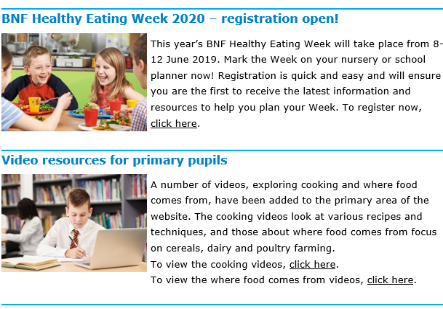 BNF Healthy Eating Week 2020 – registration open!
This year's BNF Healthy Eating Week will take place from 8-
12 June 2019. Mark the Week on your nursery or school
planner now! Registration is quick and easy and will ensure
you are the first to receive the latest information and
resources to help you plan your Week. To register now,
click here.
Video resources for primary pupils
A number of videos, exploring cooking and where food
comes from, have been added to the primary area of the
website. The cooking videos look at various recipes and
techniques, and those about where food comes from focus
on cereals, dairy and poultry farming.
To view the cooking videos, click here.
To view the where food comes from videos, click here.